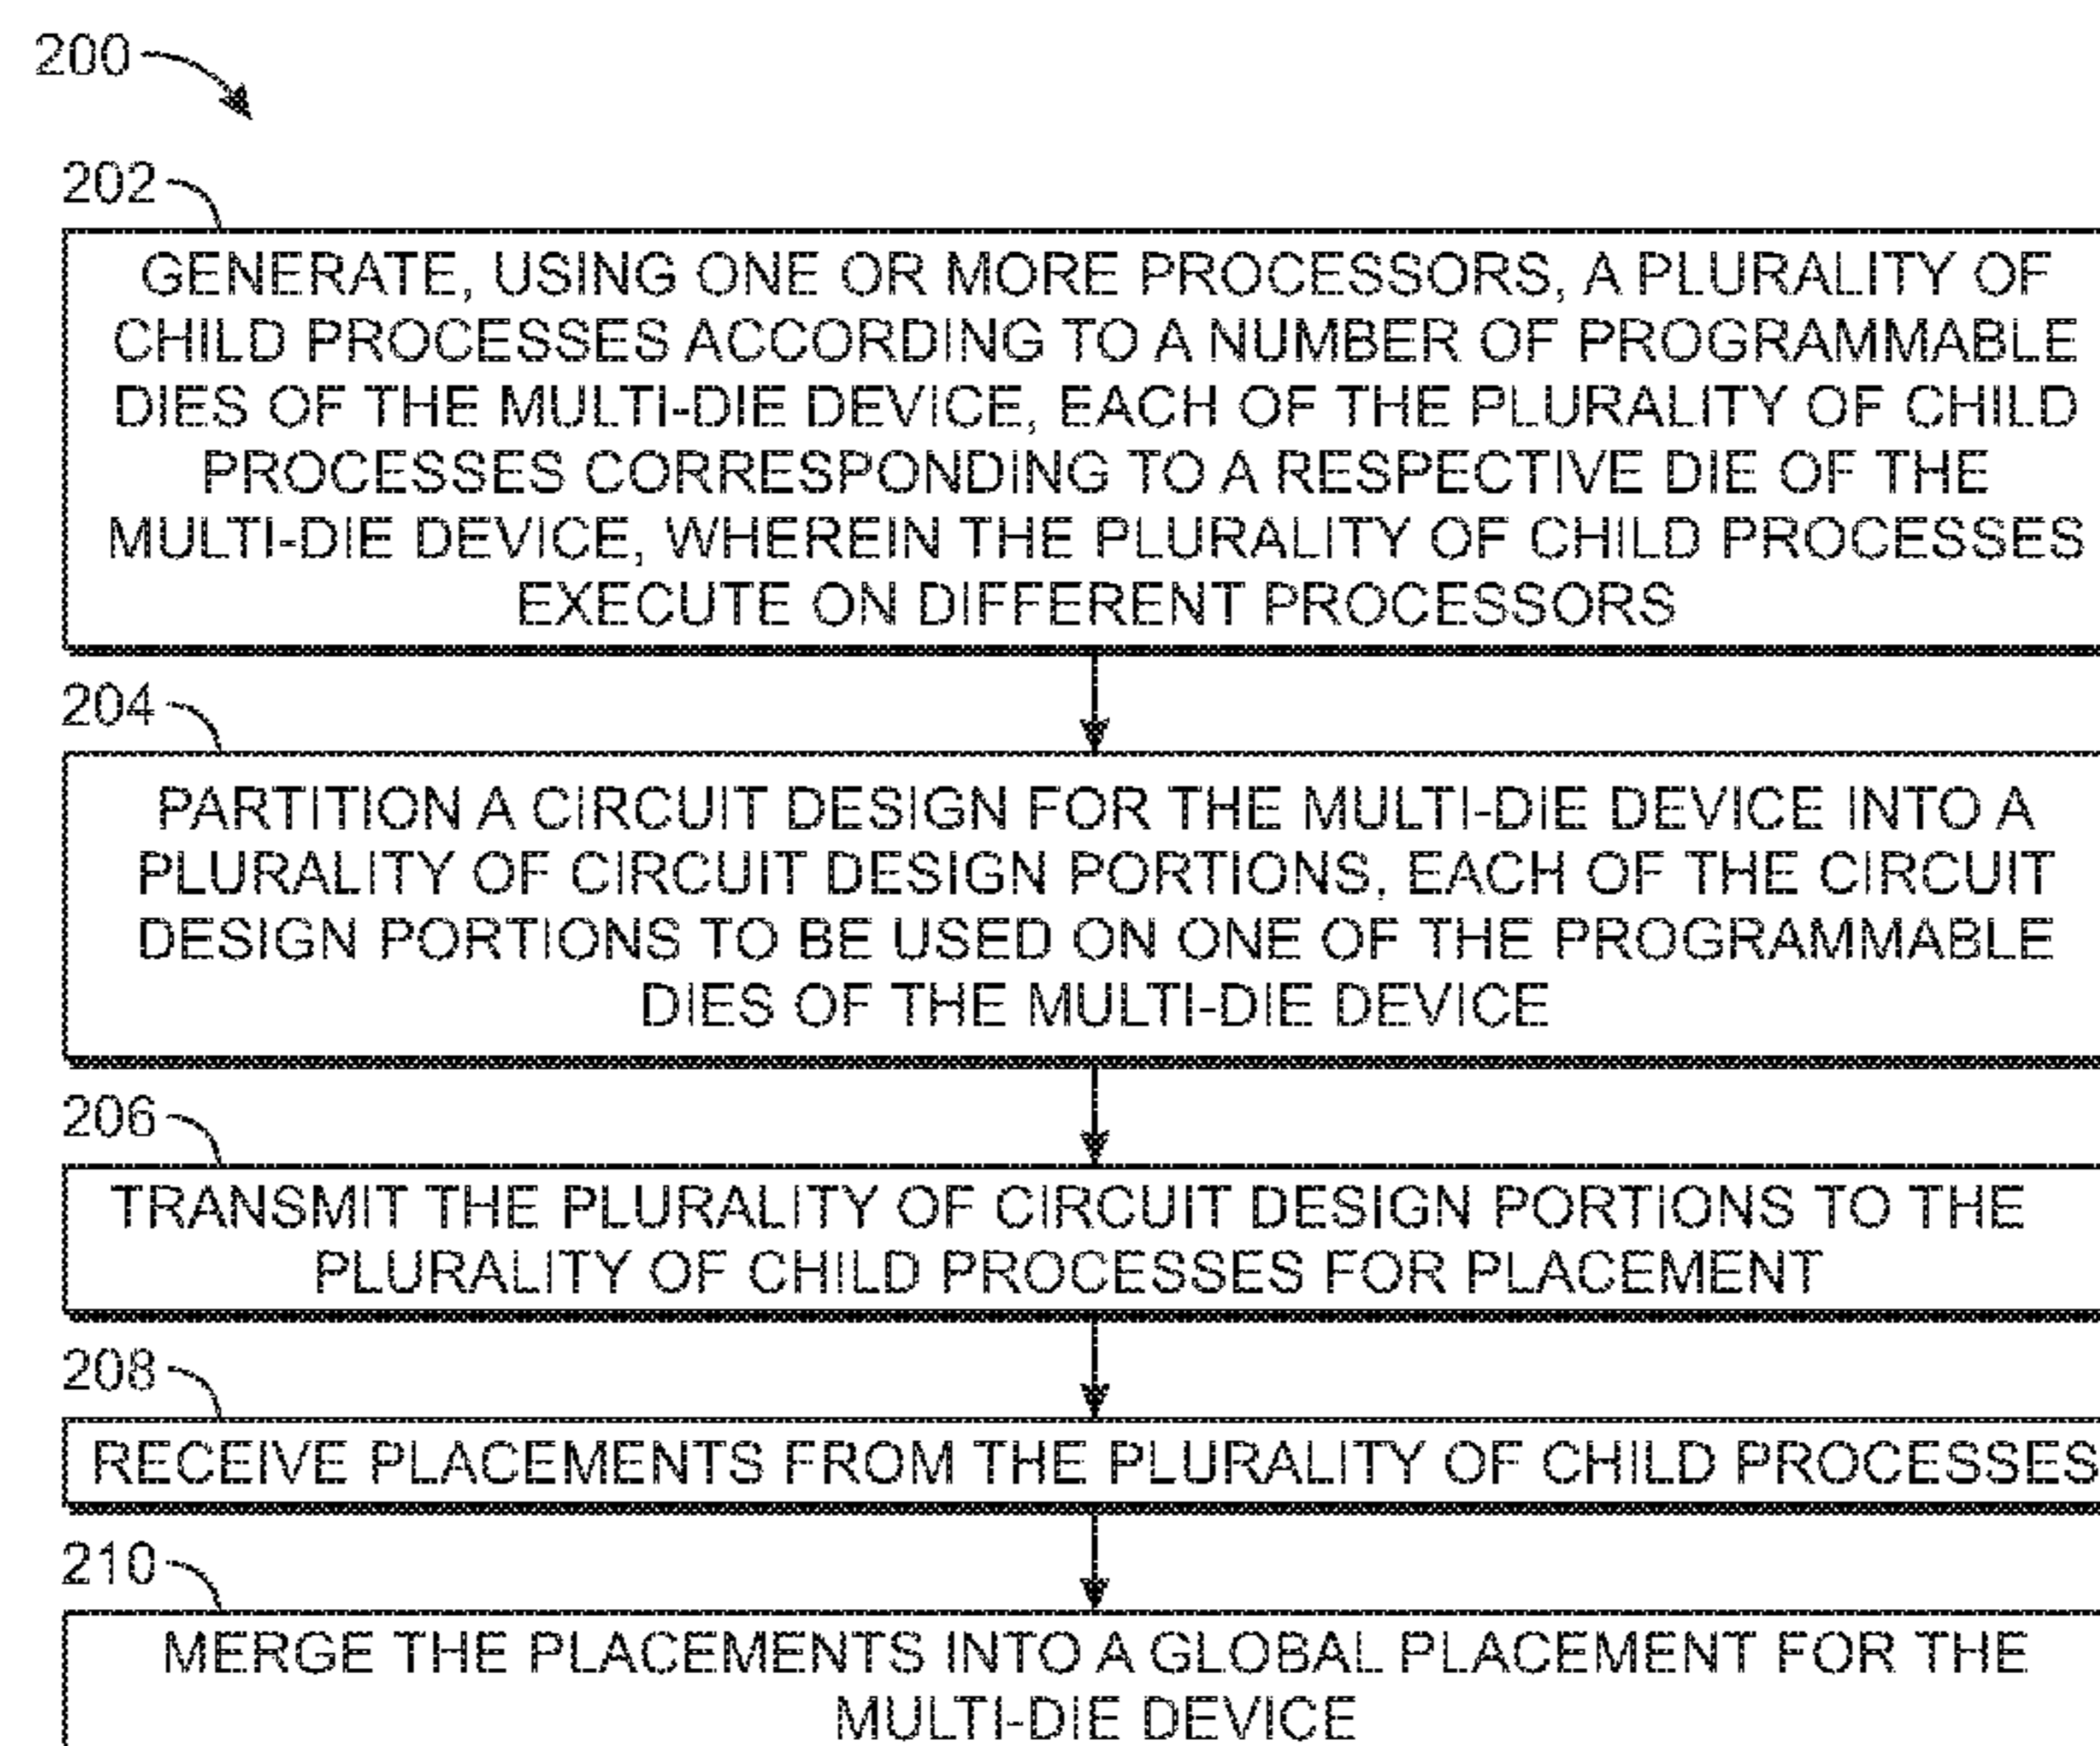 200
202
GENERATE, USING ONE OR MORE PROCESSORS, A PLURALITY OF
CHILD PROCESSES ACCORDING TO A NUMBER OF PROGRAMMABLE
DIES OF THE MULTI-DIE DEVICE, EACH OF THE PLURALITY OF CHILD
PROCESSES CORRESPONDING TO A RESPECTIVE DIE OF THE
MULTI-DIE DEVICE, WHEREIN THE PLURALITY OF CHILD PROCESSES
EXECUTE ON DIFFERENT PROCESSORS
204
PARTITION A CIRCUIT DESIGN FOR THE MULTI-DIE DEVICE INTO A
PLURALITY OF CIRCUIT DESIGN PORTIONS, EACH OF THE CIRCUIT
DESIGN PORTIONS TO BE USED ON ONE OF THE PROGRAMMABLE
DIES OF THE MULTI-DIE DEVICE
206
TRANSMIT THE PLURALITY OF CIRCUIT DESIGN PORTIONS TO THE
PLURALITY OF CHILD PROCESSES FOR PLACEMENT
208
RECEIVE PLACEMENTS FROM THE PLURALITY OF CHILD PROCESSES
210
MERGE THE PLACEMENTS INTO A GLOBAL PLACEMENT FOR THE
MULTI-DIE DEVICE